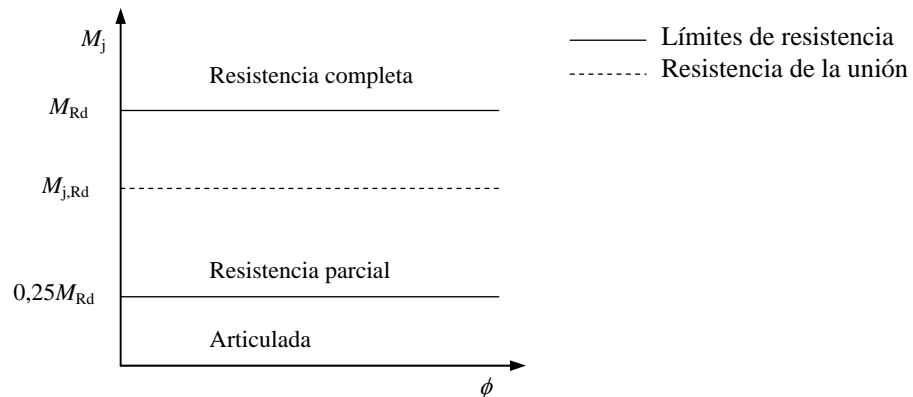 Mj
Límites de resistencia
Resistencia completa
Resistencia de la unión
MRd
Mj,Rd
Resistencia parcial
0,25MRd
Articulada
ϕ